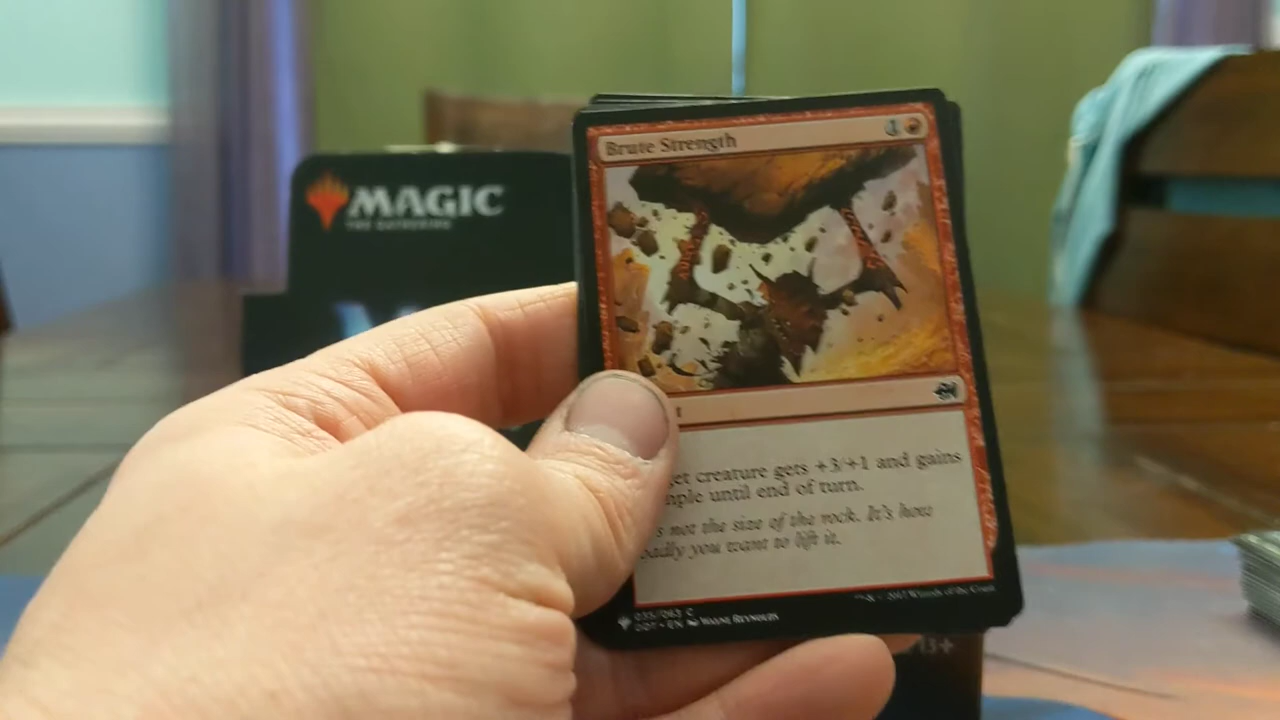 Brute Strength 1
MAGIC
THE GATHERING
et creature gets +3/+1 and gains
mple until end of turn.
s not the size of the rock. It's how
badly you want to lift it.
035/063 C
DDT • EN Wayne Reynolds
2017 Wizards of the Coast
13+